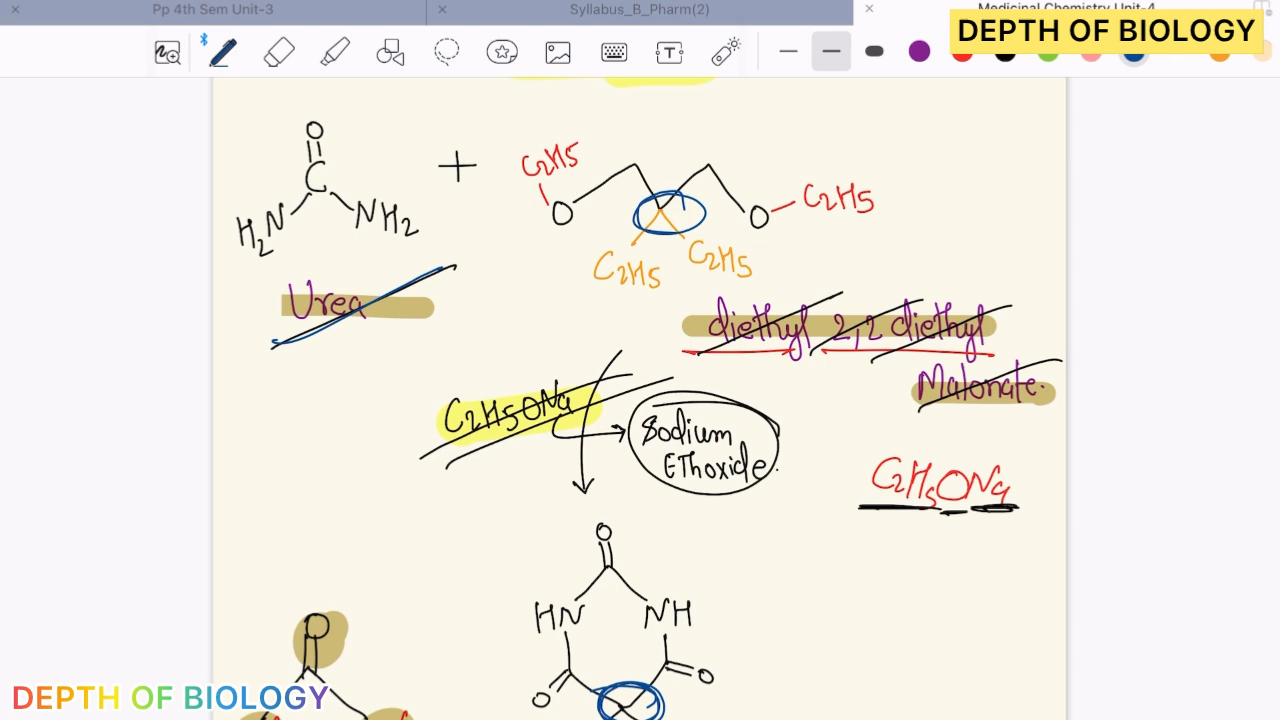 Pp 4th Sem Unit-3
Syllabus_B_Pharm(2)
Medicinal Chemistry Unit-4
DEPTH OF BIOLOGY
T
O
C
H2N
NH2
+
C2H5
O
O
C2H5
C2H5
C2H5
Urea
diethyl 2,2 diethyl
Malonate.
C2H5ONa
Sodium
EThoxide.
C2H5ONa
O
HN
NH
O
O
O
DEPTH OF BIOLOGY